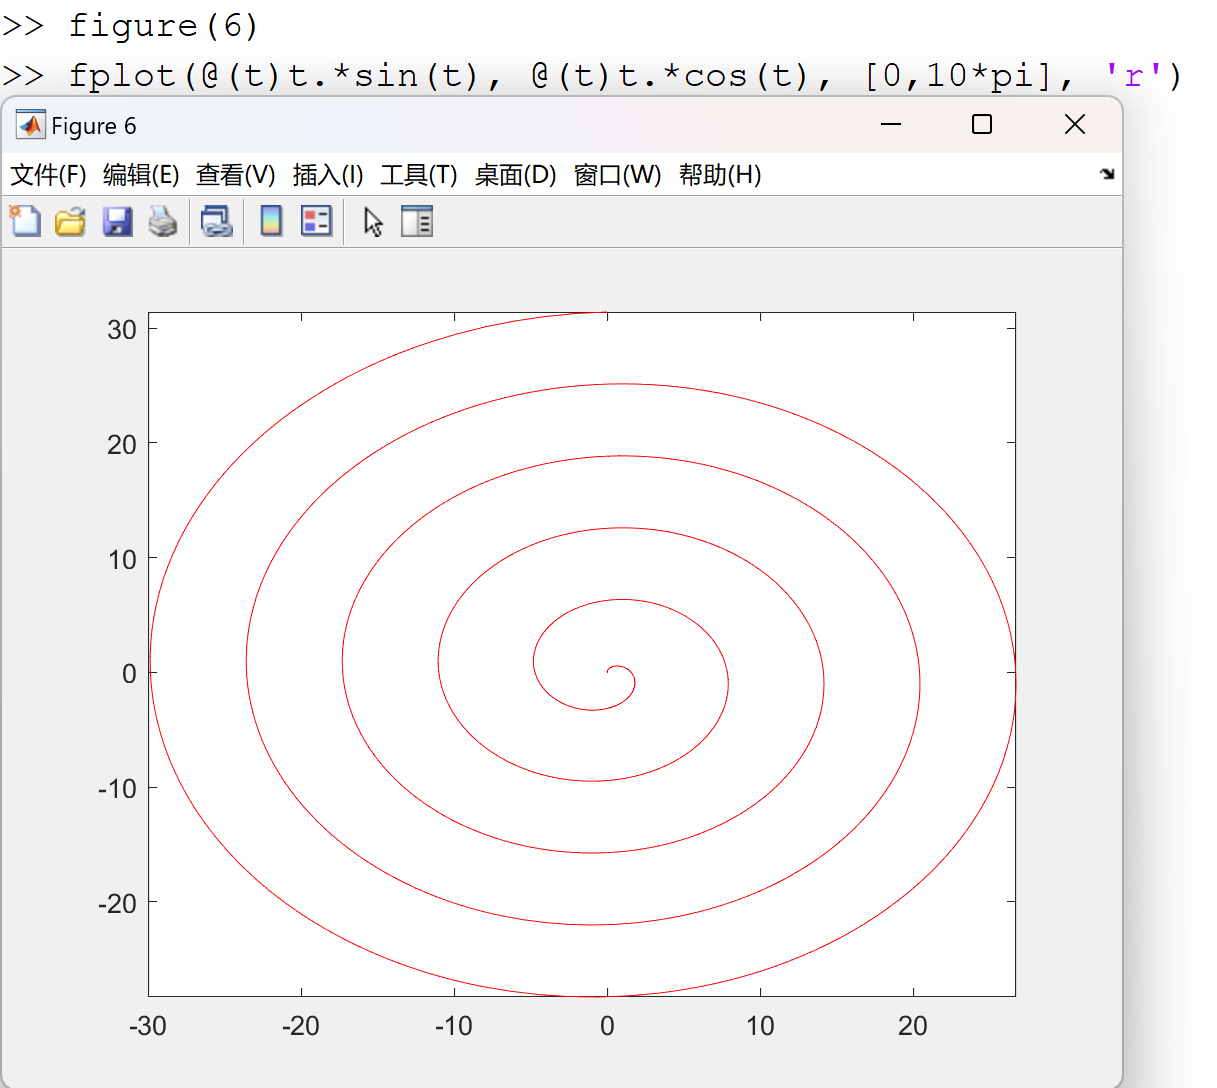 >> figure(6)
>> fplot(@(t)t.*sin(t), @(t)t.*cos(t), [0,10*pi], 'r')
Figure 6
文件(F) 编辑(E) 查看(V) 插入(I) 工具(T) 桌面(D) 窗口(W) 帮助(H)
30
20
10
0
-10
-20
-30 -20 -10 0 10 20